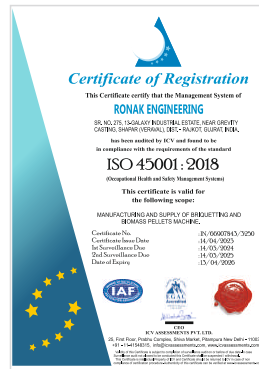 Certificate of Registration
This Certificate certify that the Management System of
RONAK ENGINEERING
SR. NO. 275, 13-GALAXY INDUSTRIAL ESTATE, NEAR GREVITY
CASTING, SHAPAR (VERAVAL), DIST.- RAJKOT, GUJRAT, INDIA.
has been audited by ICV and found to be
in compliance with the requirements of the standard
ISO 45001:2018
(Occupational Health and Safety Management Systems)
This certificate is valid for
the following scope:
MANUFACTURING AND SUPPLY OF BRIQUETTING AND
BIOMASS PELLETS MACHINE.
Certificate No. :IN/66907843/3250
Certificate Issue Date :14/04/2023
1st Surveillance Due :14/03/2024
2nd Surveillance Due :14/03/2025
Date of Expiry :13/04/2026
IAF
EGAC
CEO
ICV ASSESSMENTS PVT. LTD.